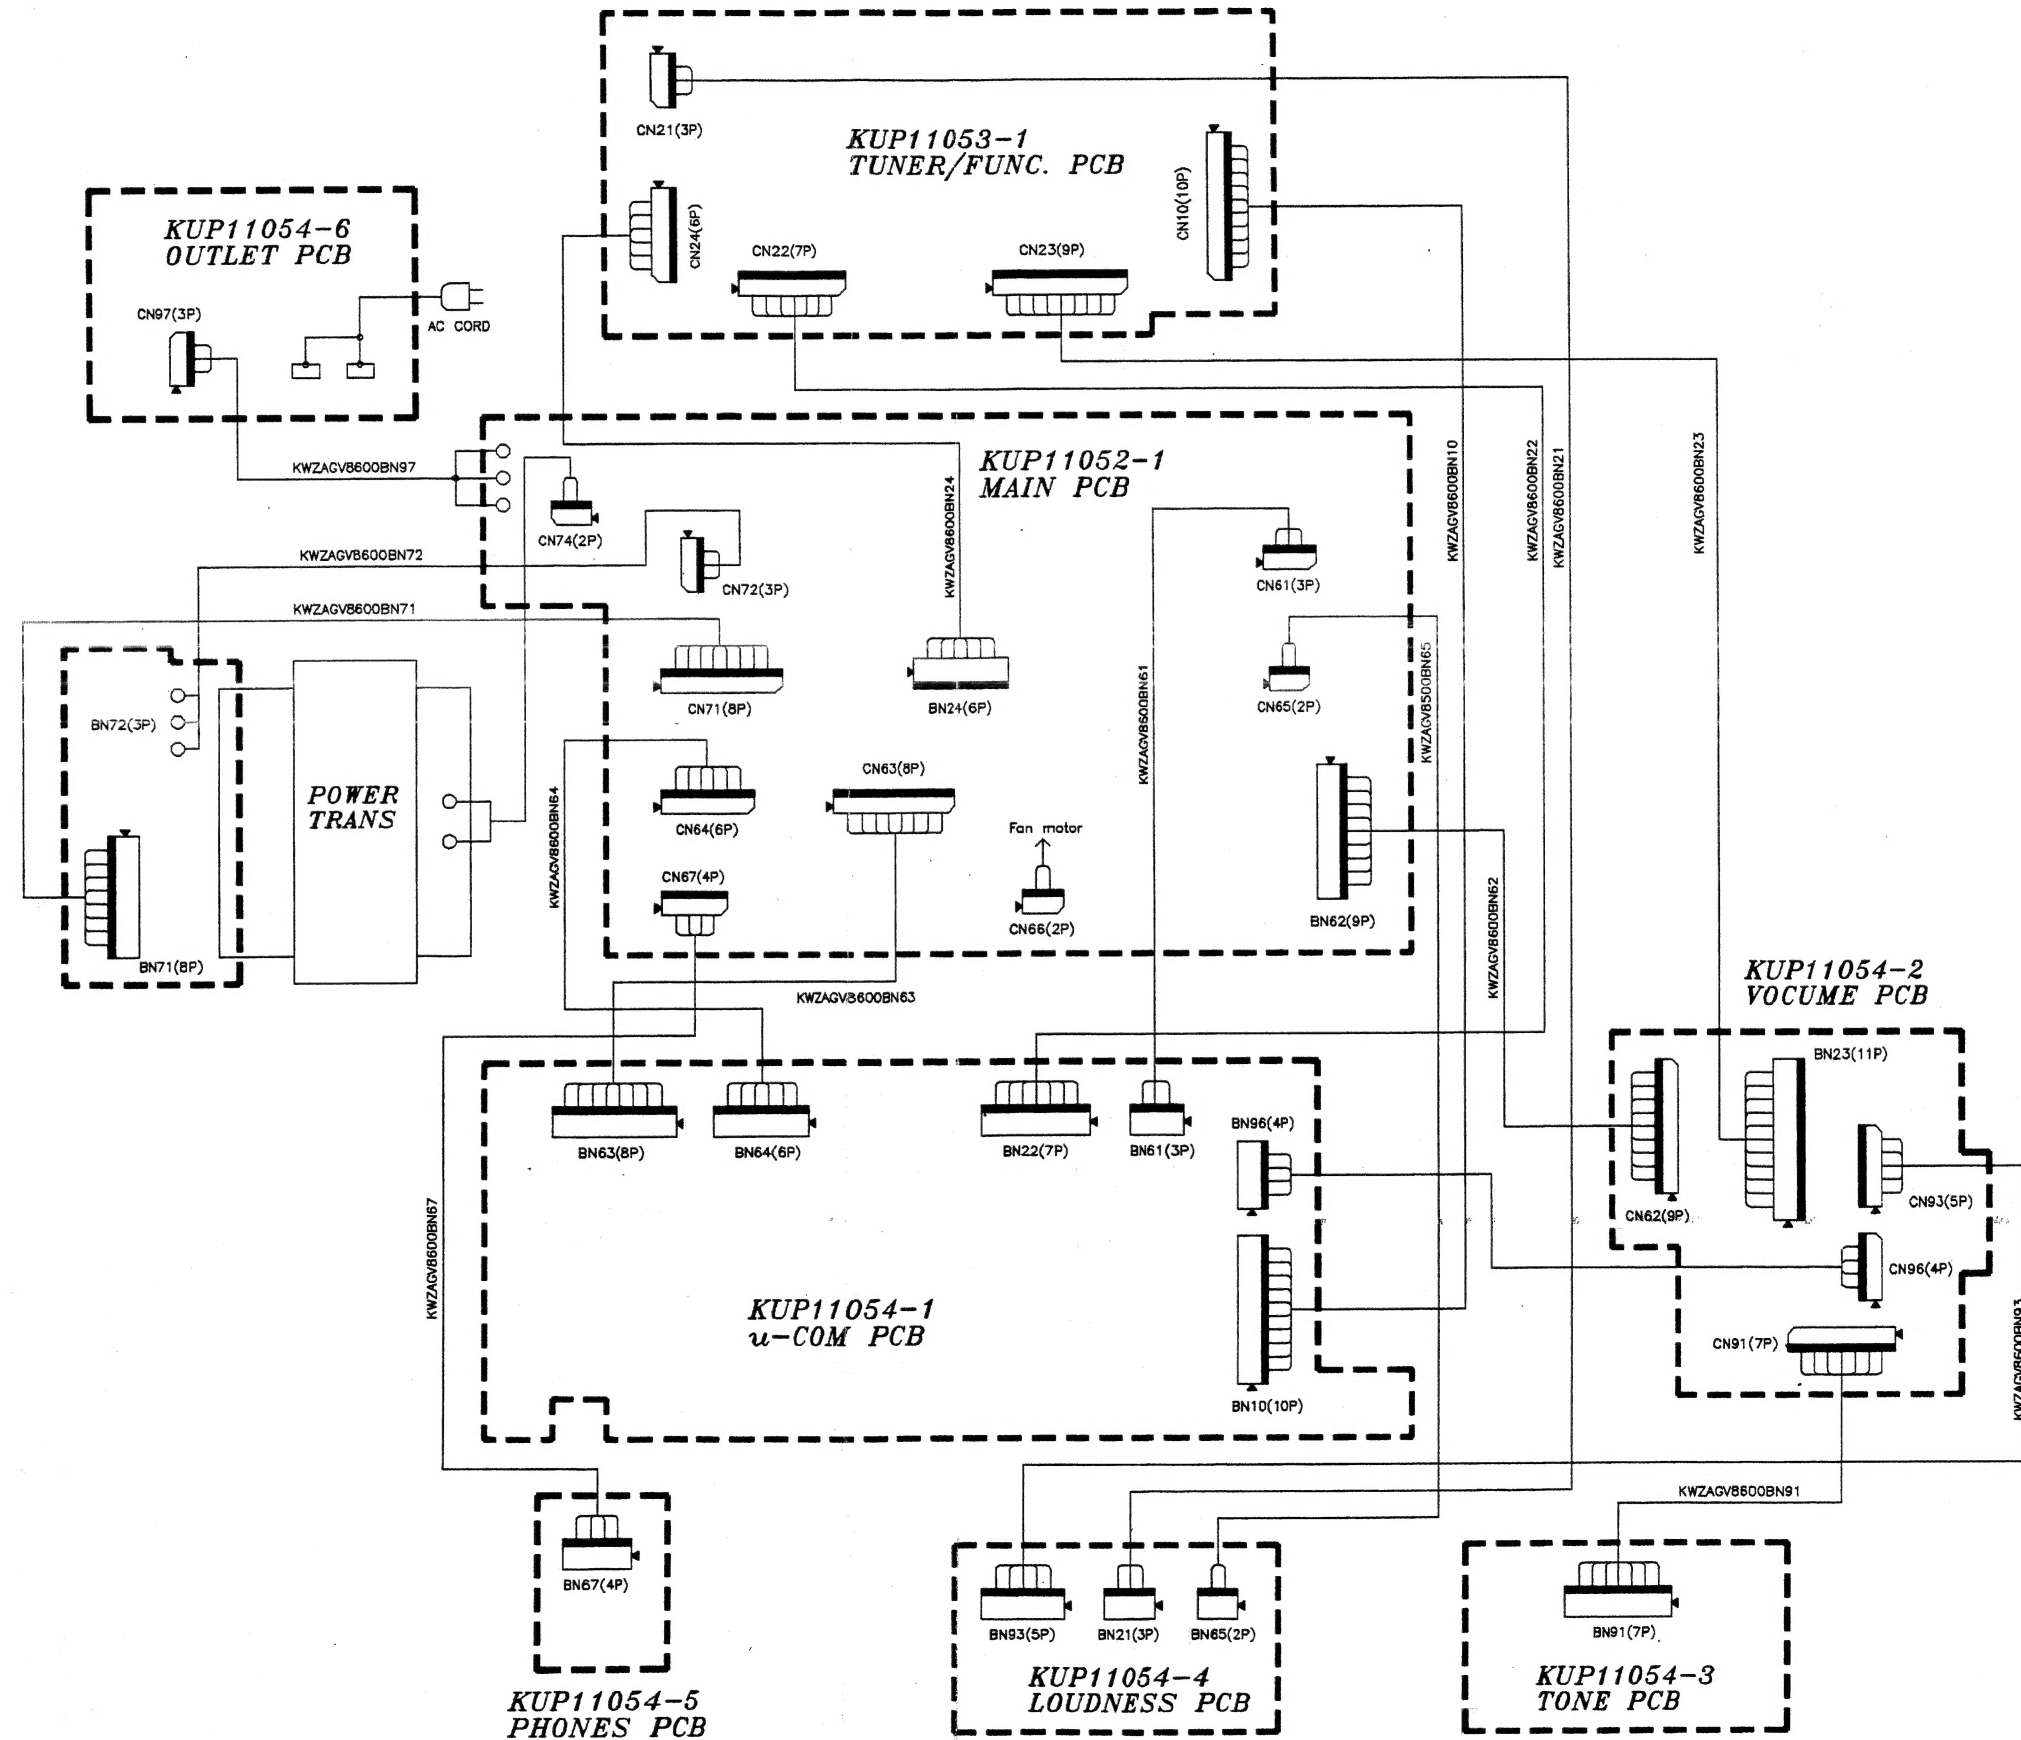 CN21(3P)
KUP11053-1
TUNER/FUNC. PCB
CN10(10P)
CN24(6P)
CN22(7P)
CN23(9P)
KUP11054-6
OUTLET PCB
CN97(3P)
AC CORD
KWZAGV8600BN97
KUP11052-1
MAIN PCB
CN74(2P)
KWZAGV8600BN72
CN72(3P)
KWZAGV8600BN24
CN61(3P)
KWZAGV8600BN10
KWZAGV8600BN22
KWZAGV8600BN21
KWZAGV8600BN23
KWZAGV8600BN71
CN71(8P)
BN24(6P)
KWZAGV8600BN61
CN65(2P)
KWZAGV8500BN65
BN72(3P)
POWER
TRANS
KWZAGV8600BN64
CN64(6P)
CN63(8P)
Fan motor
CN67(4P)
CN66(2P)
BN62(9P)
KWZAGV8600BN62
BN71(8P)
KWZAGV8600BN63
KUP11054-2
VOCUME PCB
BN23(11P)
BN63(8P)
BN64(6P)
BN22(7P)
BN61(3P)
BN96(4P)
CN62(9P)
CN93(5P)
CN96(4P)
KWZAGV8600BN67
KUP11054-1
u-COM PCB
CN91(7P)
KWZAGV8600BN93
BN10(10P)
KWZAGV8600BN91
BN67(4P)
BN93(5P)
BN21(3P)
BN65(2P)
BN91(7P)
KUP11054-5
PHONES PCB
KUP11054-4
LOUDNESS PCB
KUP11054-3
TONE PCB